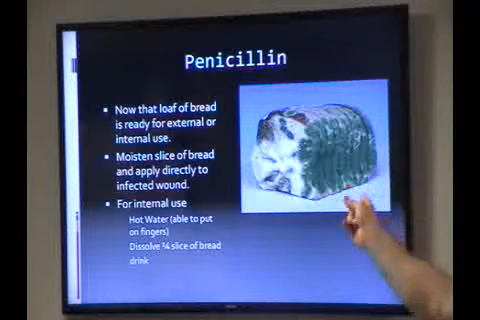 Penicillin
Now that loaf of bread
is ready for external or
internal use.
Moisten slice of bread
and apply directly to
infected wound.
For internal use
Hot Water (able to put
on fingers)
Dissolve ¼ slice of bread
drink